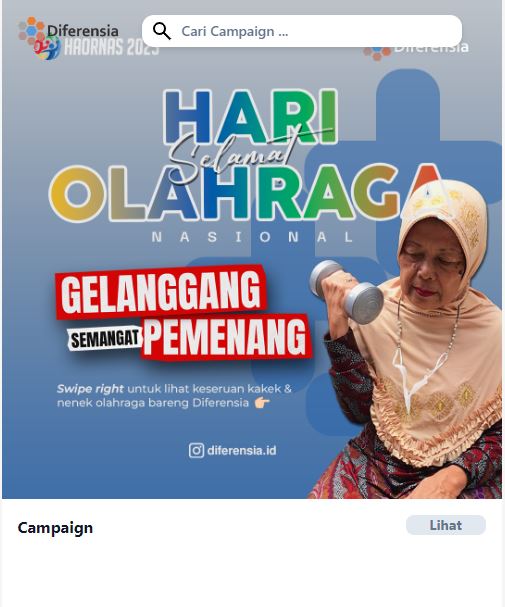 Diferensia
Cari Campaign ...
HAORNAS 2023
Diferensia
HARI
Selamat
OLAHRAGA
NASIONAL
GELANGGANG
SEMANGAT PEMENANG
Swipe right untuk lihat keseruan kakek &
nenek olahraga bareng Diferensia 👉🏻
diferensia.id
Campaign
Lihat